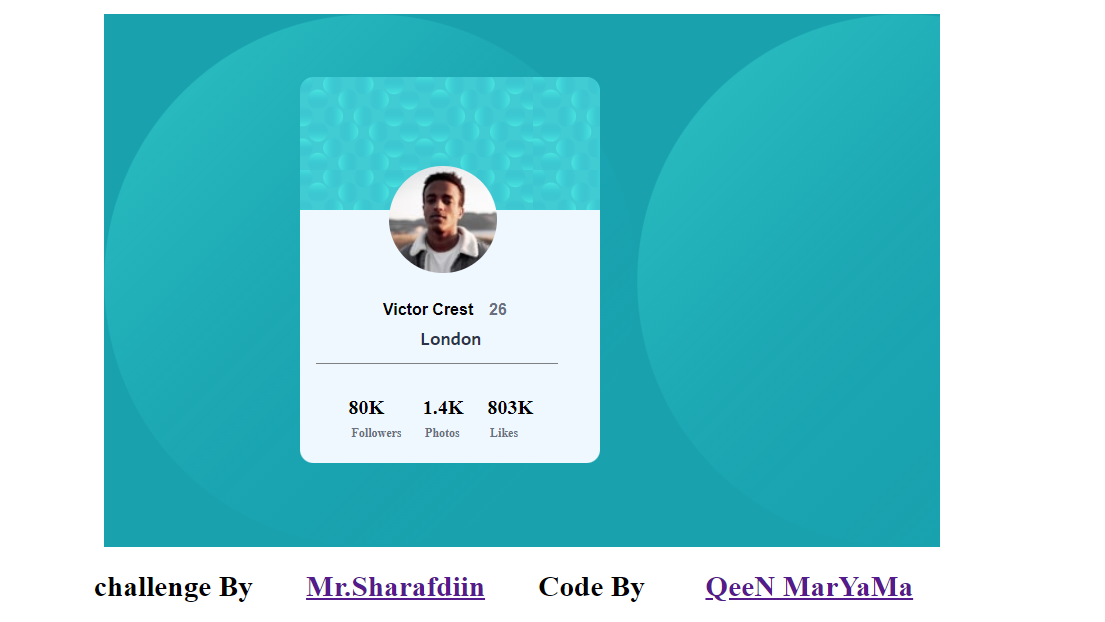 Victor Crest 26
London
80K 1.4K 803K
Followers Photos Likes
challenge By Mr.Sharafdiin Code By QeeN MarYaMa